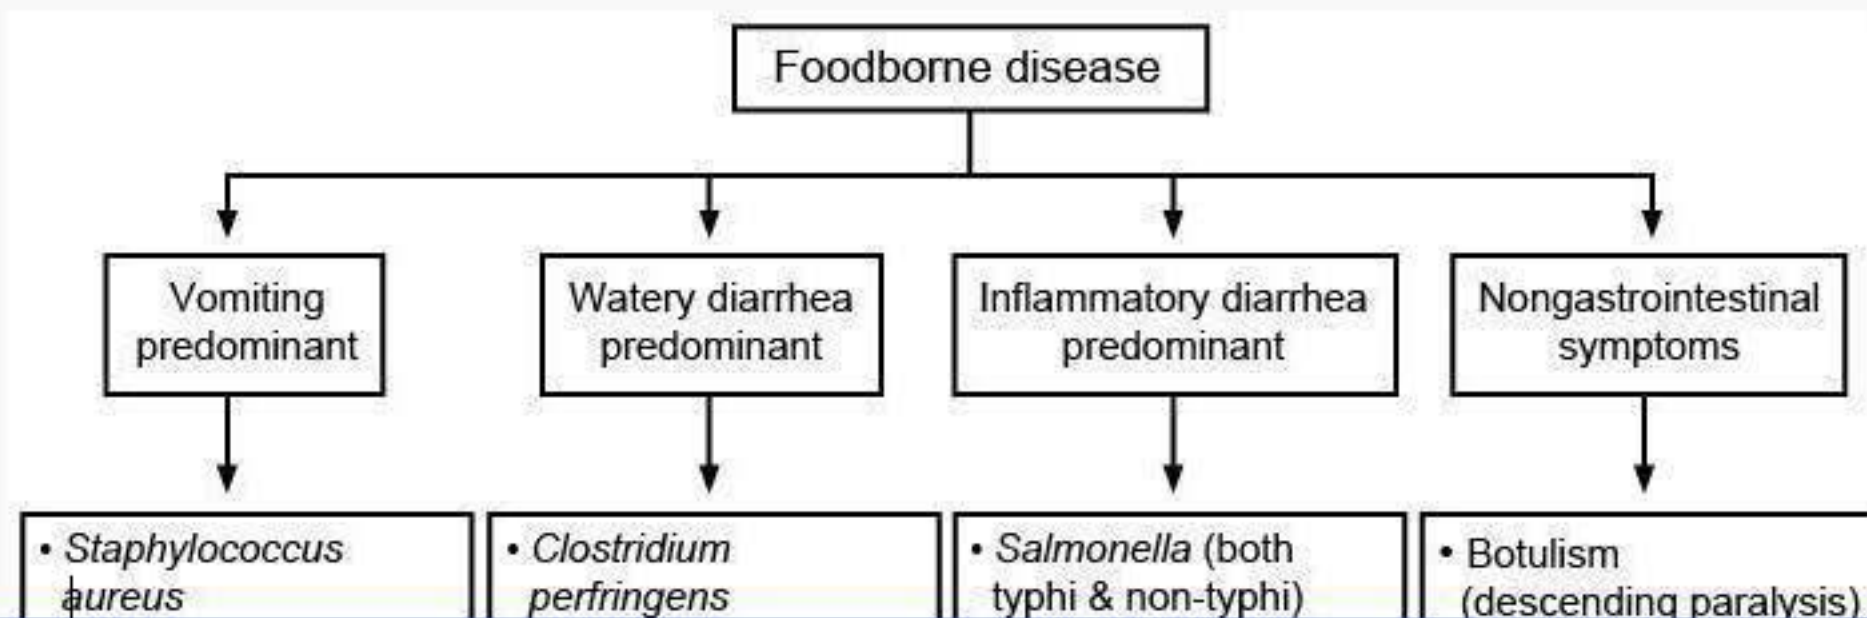 Foodborne disease
Vomiting
predominant
Watery diarrhea
predominant
Inflammatory diarrhea
predominant
Nongastrointestinal
symptoms
• Staphylococcus
aureus
• Clostridium
perfringens
• Salmonella (both
typhi & non-typhi)
• Botulism
(descending paralysis)